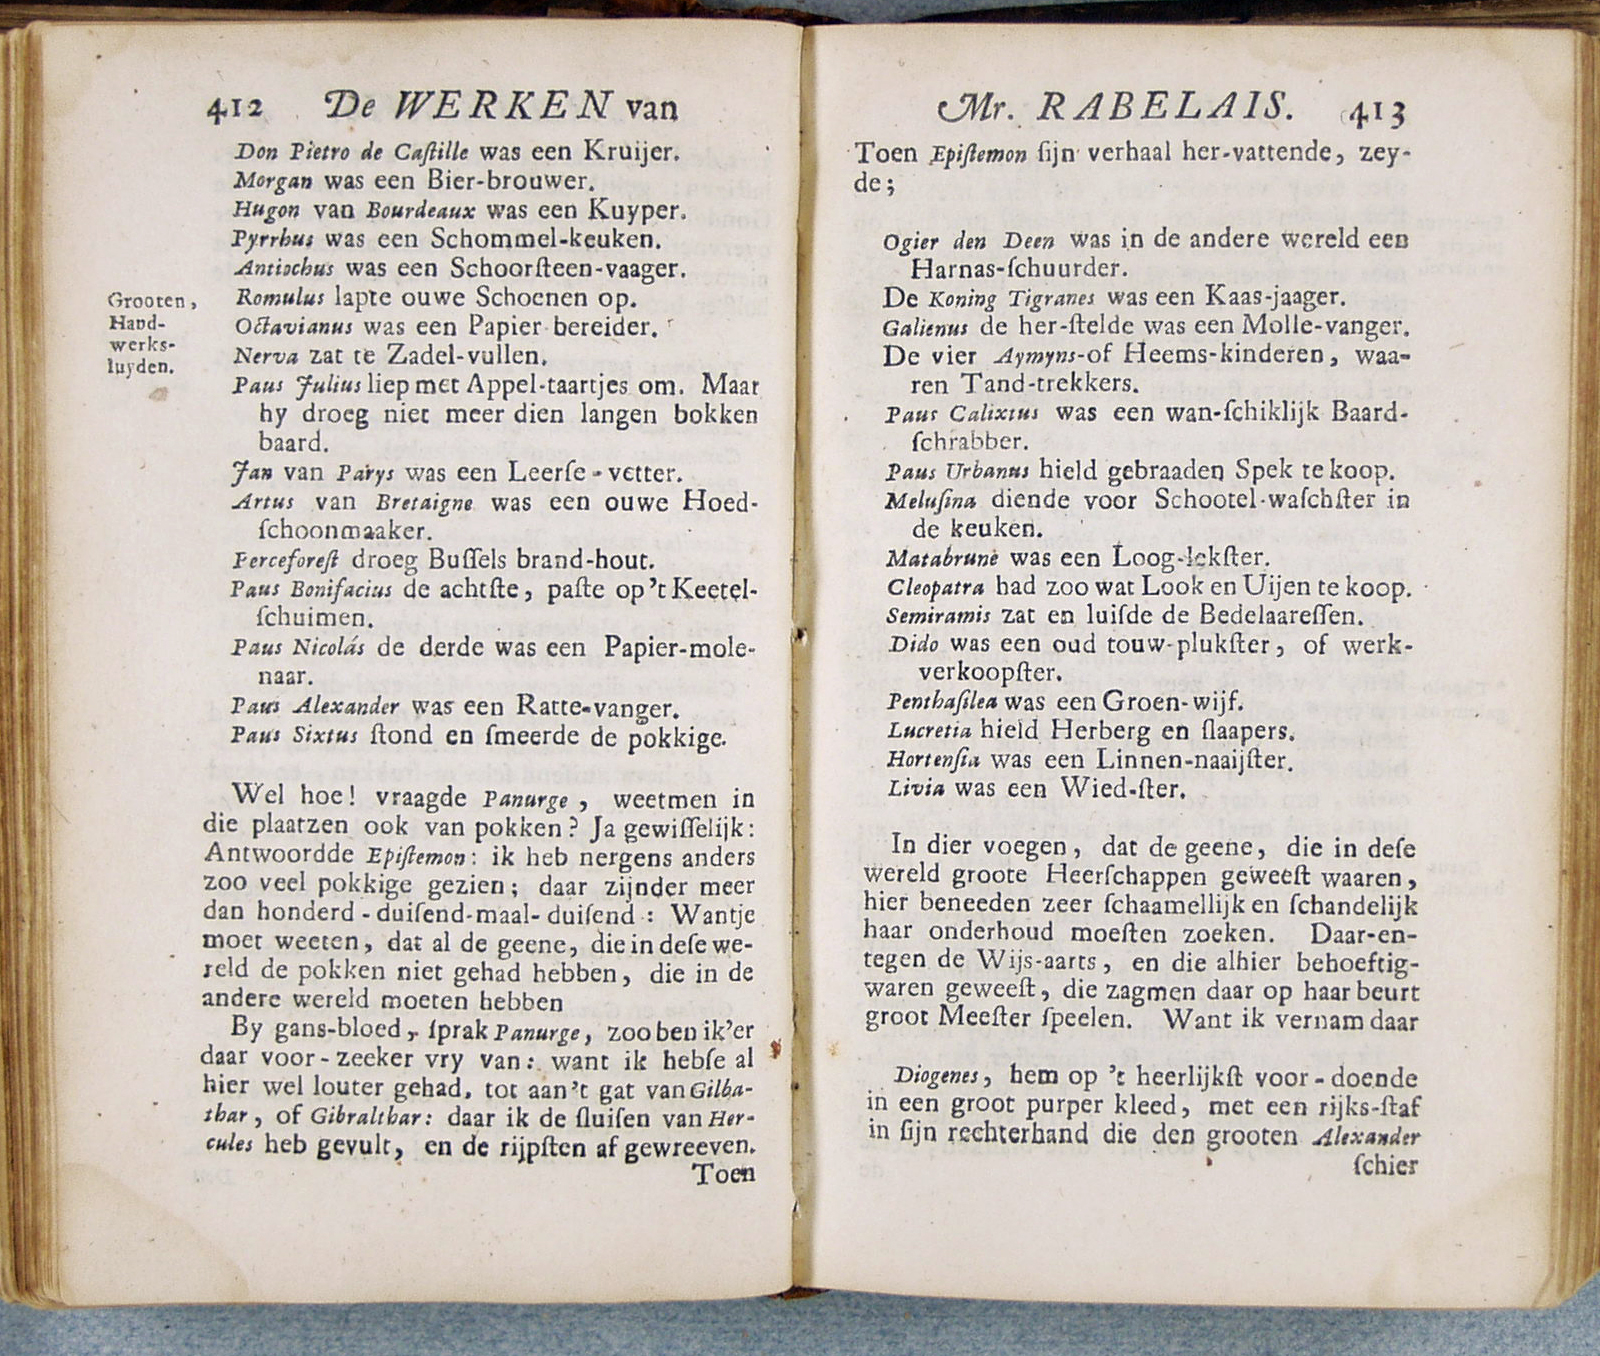 412 De WERKEN van
Don Pietro de Caſtille was een Kruijer.
Morgan was een Bier-brouwer.
Hugon van Bourdeaux was een Kuyper.
Pyrrhus was een Schommel-keuken.
Antiochus was een Schoorſteen-vaager.
Romulus lapte ouwe Schoenen op.
Octavianus was een Papier bereider.
Nerva zat te Zadel-vullen.
Grooten,
Hand-
werks-
luyden.
Paus Julius liep met Appel-taartjes om. Maar
hy droeg niet meer dien langen bokken
baard.
Jan van Parys was een Leerſe-vetter.
Artus van Bretaigne was een ouwe Hoed-
ſchoonmaaker.
Perceforeſt droeg Buſſels brand-hout.
Paus Bonifacius de achtſte, paſte op 't Keetel-
ſchuimen.
Paus Nicolás de derde was een Papier-mole-
naar.
Paus Alexander was een Ratte-vanger.
Paus Sixtus ſtond en ſmeerde de pokkige.
Wel hoe! vraagde Panurge, weetmen in
die plaatzen ook van pokken? Ja gewiſſelijk:
Antwoordde Epiſtemon: ik heb nergens anders
zoo veel pokkige gezien; daar zijnder meer
dan honderd-duiſend-maal-duiſend: Wantje
moet weeten, dat al de geene, die in deſe we-
reld de pokken niet gehad hebben, die in de
andere wereld moeten hebben
By gans-bloed, ſprak Panurge, zoo ben ik'er
daar voor-zeeker vry van: want ik hebſe al
hier wel louter gehad, tot aan't gat van Gilba-
thar, of Gibralthar: daar ik de ſluiſen van Her-
cules heb gevult, en de rijpſten af gewreeven.
Toen
Mr. RABELAIS. 413
Toen Epiſtemon ſijn verhaal her-vattende, zey-
de;
Ogier den Deen was in de andere wereld een
Harnas-ſchuurder.
De Koning Tigranes was een Kaas-jaager.
Galienus de her-ſtelde was een Molle-vanger.
De vier Aymyns-of Heems-kinderen, waa-
ren Tand-trekkers.
Paus Calixtus was een wan-ſchiklijk Baard-
ſchrabber.
Paus Urbanus hield gebraaden Spek te koop.
Meluſina diende voor Schootel-waſchſter in
de keuken.
Matabrune was een Loog-lekſter.
Cleopatra had zoo wat Look en Uijen te koop.
Semiramis zat en luiſde de Bedelaareſſen.
Dido was een oud touw-plukſter, of werk-
verkoopſter.
Penthaſilea was een Groen-wijf.
Lucretia hield Herberg en ſlaapers.
Hortenſia was een Linnen-naaijſter.
Livia was een Wied-ſter.
In dier voegen, dat de geene, die in deſe
wereld groote Heerſchappen geweeſt waaren,
hier beneeden zeer ſchaamellijk en ſchandelijk
haar onderhoud moeſten zoeken. Daar-en-
tegen de Wijs-aarts, en die alhier behoeftig-
waren geweeſt, die zagmen daar op haar beurt
groot Meeſter ſpeelen. Want ik vernam daar
Diogenes, hem op 't heerlijkſt voor-doende
in een groot purper kleed, met een rijks-ſtaf
in ſijn rechterhand die den grooten Alexander
ſchier